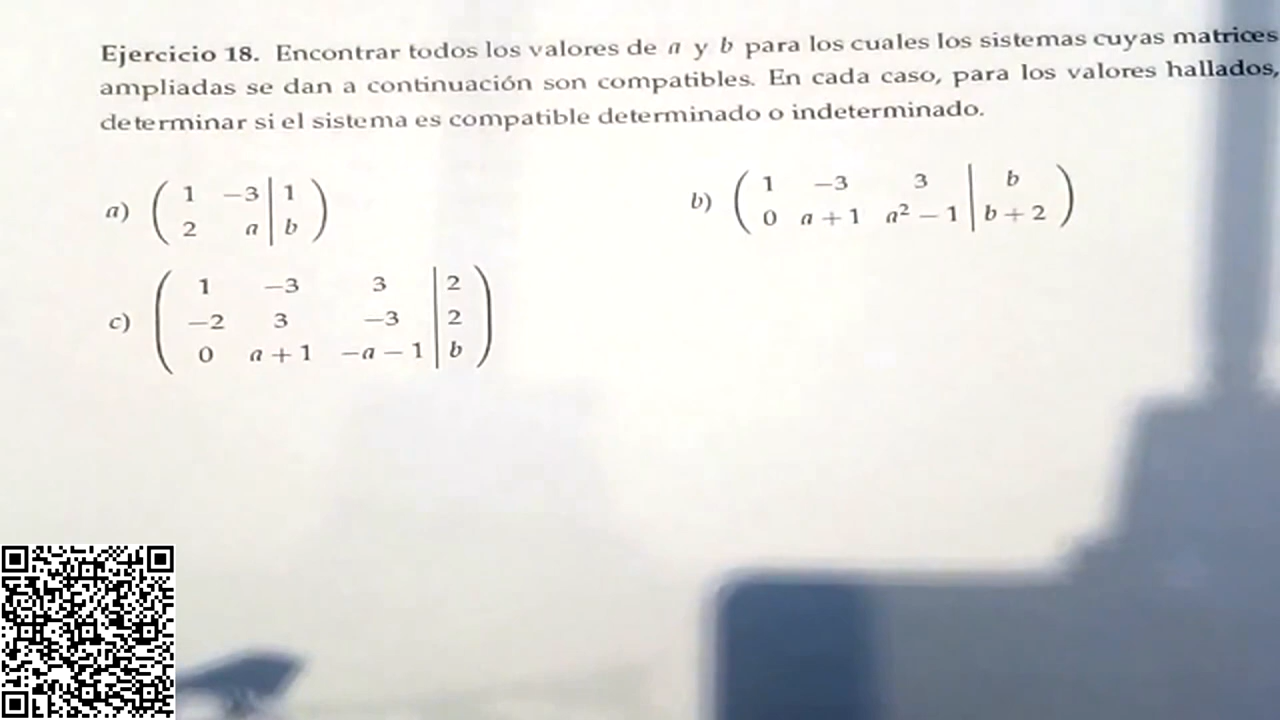 Ejercicio 18. Encontrar todos los valores de a y b para los cuales los sistemas cuyas matrices
ampliadas se dan a continuación son compatibles. En cada caso, para los valores hallados,
determinar si el sistema es compatible determinado o indeterminado.
a) ( 1 −3 | 1 )
2 a | b
b) ( 1 −3 3 | b )
0 a + 1 a² − 1 | b + 2
c) ( 1 −3 3 | 2 )
−2 3 −3 | 2
0 a + 1 −a − 1 | b